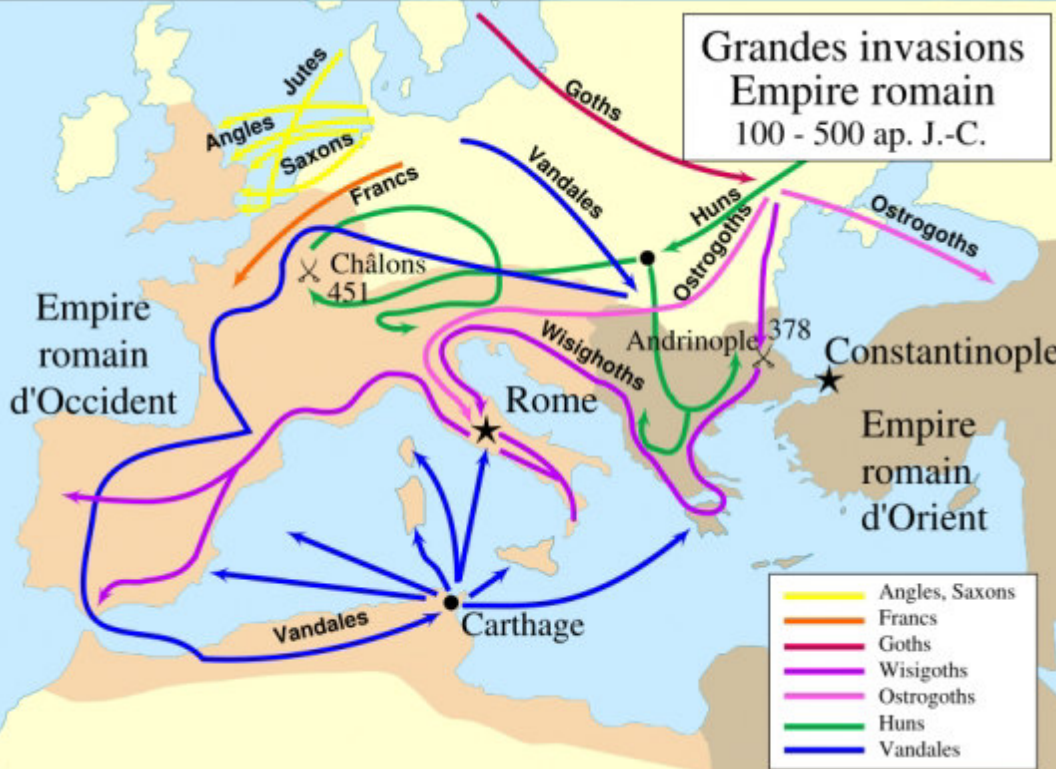 Grandes invasions
Empire romain
100 - 500 ap. J.-C.
Jutes
Angles
Saxons
Francs
Goths
Vandales
Huns
Ostrogoths
Ostrogoths
Châlons
451
Empire
romain
d'Occident
Wisighoths
Andrinople
378
Constantinople
Rome
Empire
romain
d'Orient
Vandales
Carthage
Angles, Saxons
Francs
Goths
Wisigoths
Ostrogoths
Huns
Vandales